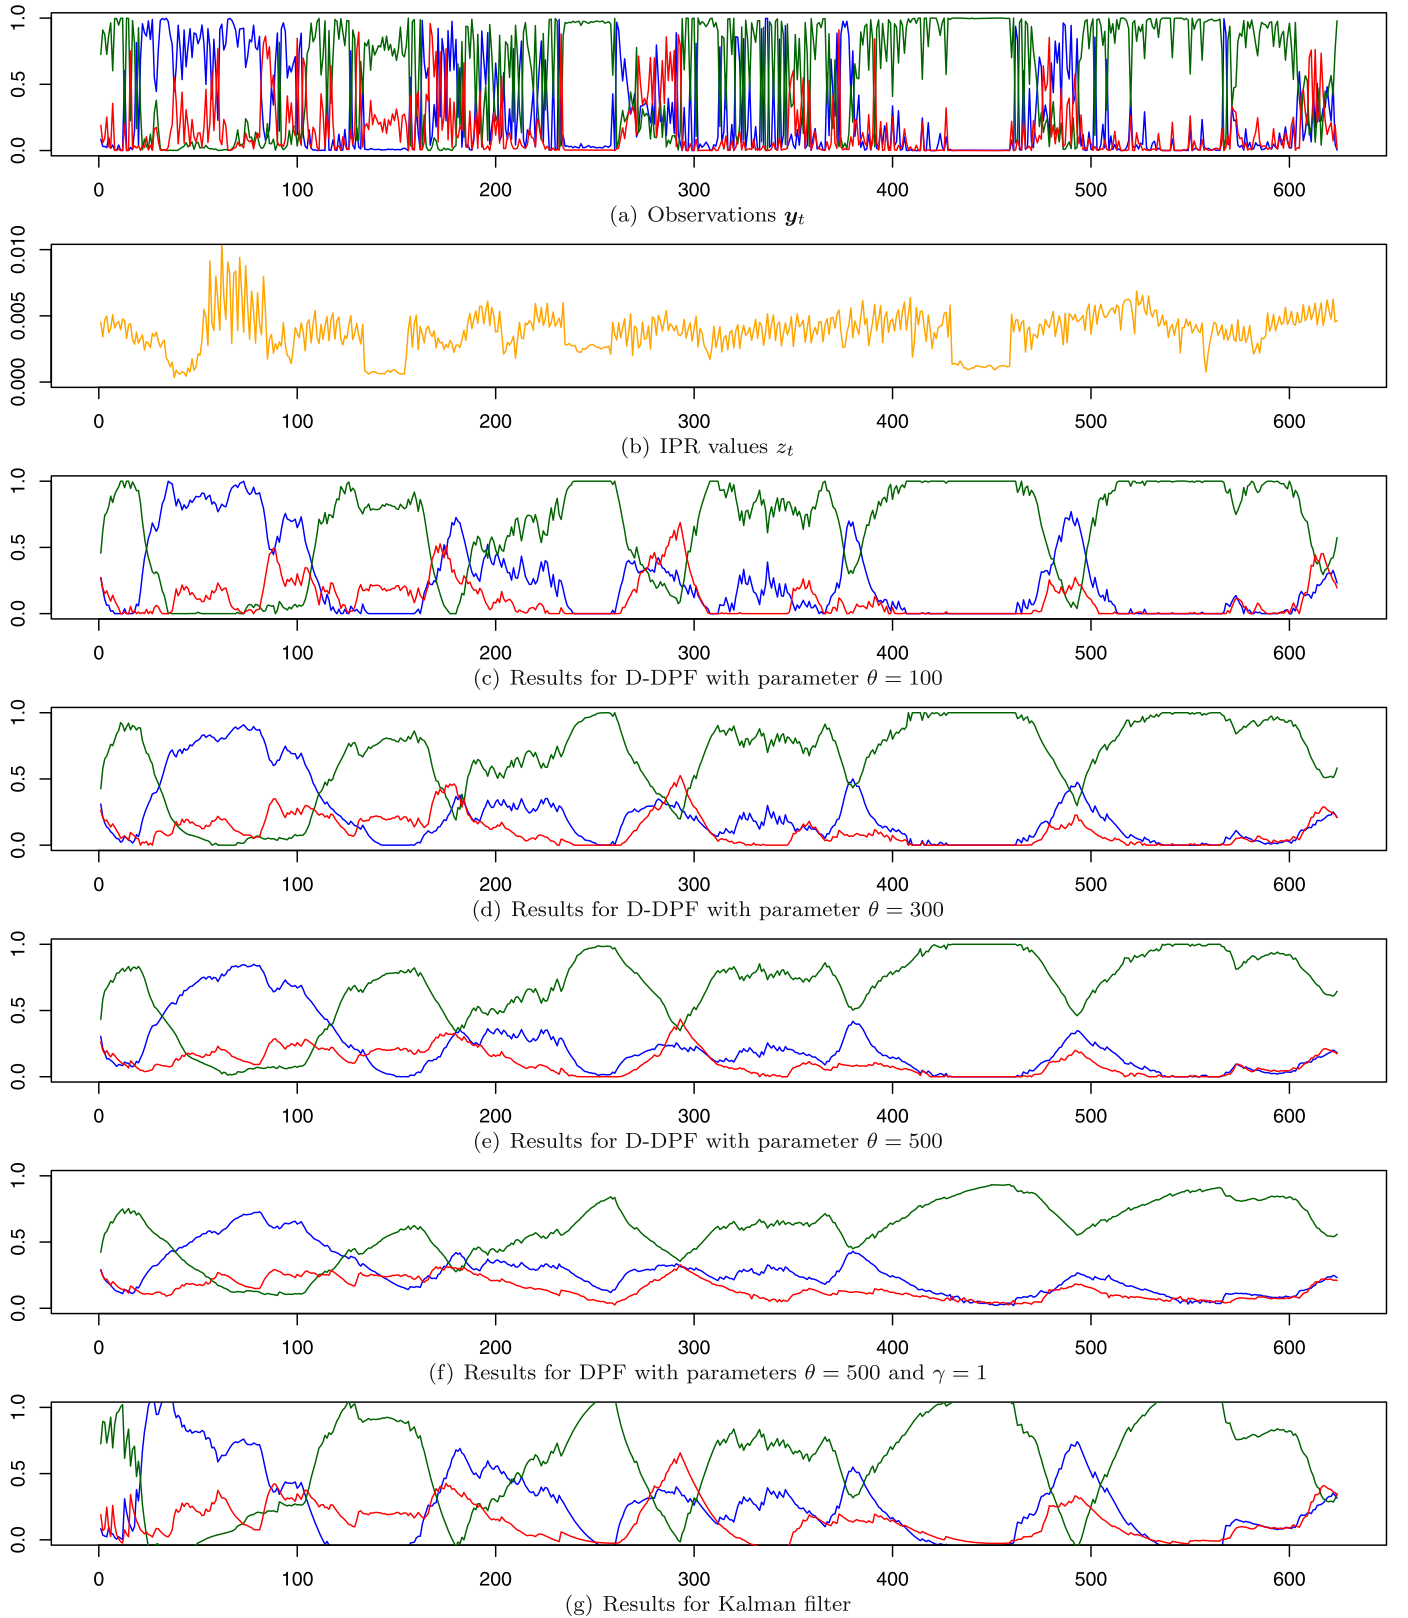 0.0 0.5 1.0
0 100 200 300 400 500 600
(a) Observations y_t
0.000 0.005 0.010
0 100 200 300 400 500 600
(b) IPR values z_t
0.0 0.5 1.0
0 100 200 300 400 500 600
(c) Results for D-DPF with parameter θ = 100
0.0 0.5 1.0
0 100 200 300 400 500 600
(d) Results for D-DPF with parameter θ = 300
0.0 0.5 1.0
0 100 200 300 400 500 600
(e) Results for D-DPF with parameter θ = 500
0.0 0.5 1.0
0 100 200 300 400 500 600
(f) Results for DPF with parameters θ = 500 and γ = 1
0.0 0.5 1.0
0 100 200 300 400 500 600
(g) Results for Kalman filter